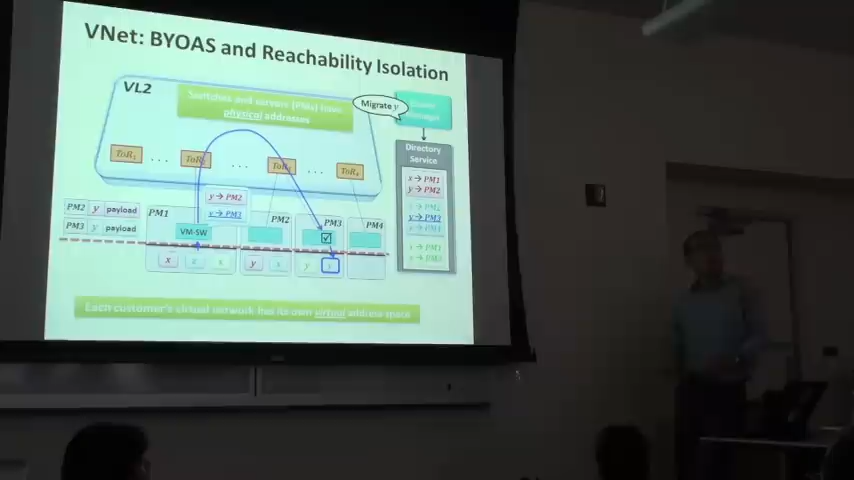 VNet: BYOAS and Reachability Isolation
VL2
Switches and servers (PMs) have
physical addresses
Migrate y
Directory
Service
x → PM1
y → PM2
x → PM2
y → PM3
x → PM1
ToR1
...
ToR2
...
ToR3
...
ToR4
y → PM2
PM2 y payload
PM3 y payload
PM1
PM2
PM3
PM4
VM-SW
x
x
y
x
y
y
Each customer's virtual network has its own virtual address space